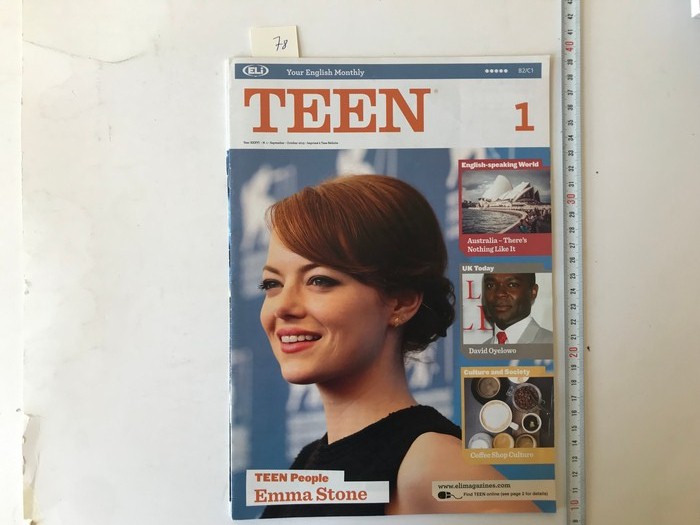 78
ELi
Your English Monthly
B2/C1
TEEN
1
English-speaking World
Australia – There's
Nothing Like It
UK Today
David Oyelowo
Culture and Society
Coffee Shop Culture
TEEN People
Emma Stone
www.elimagazines.com
Find TEEN online (see page 2 for details)